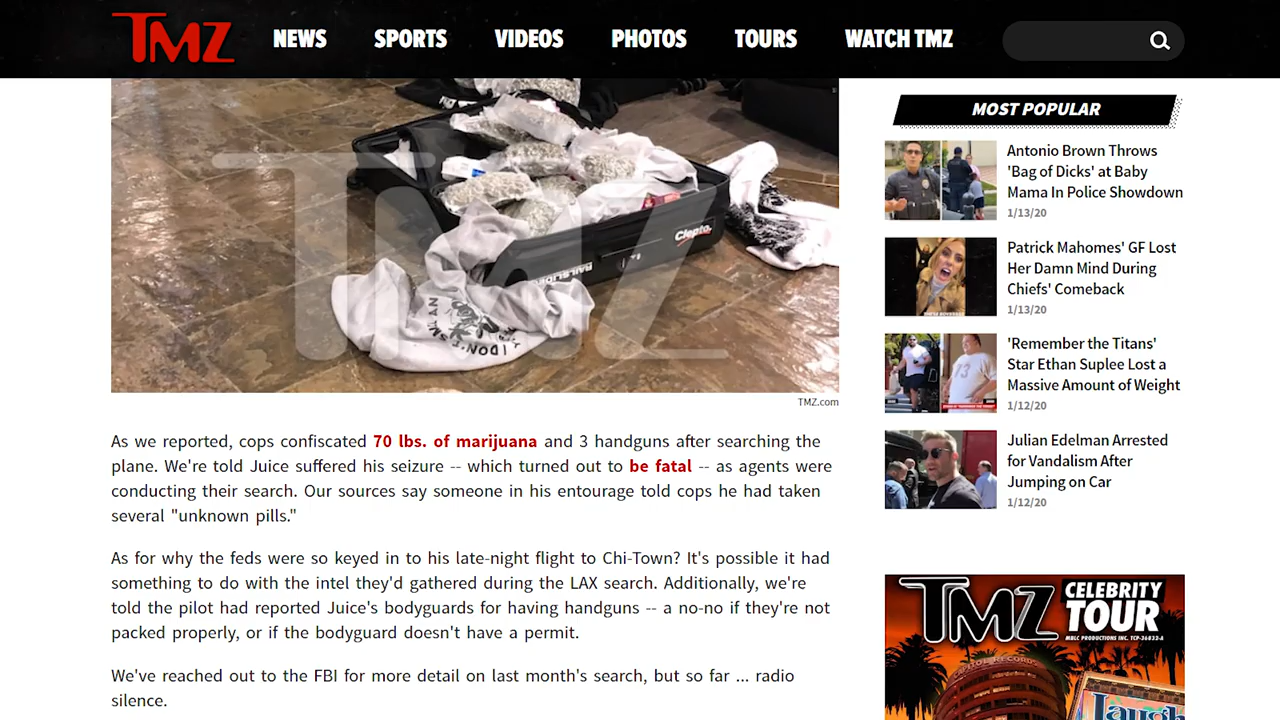 TMZ
NEWS
SPORTS
VIDEOS
PHOTOS
TOURS
WATCH TMZ
TMZ
Clepto.
RAILSLIDER
I DON'T
TMZ.com
As we reported, cops confiscated 70 lbs. of marijuana and 3 handguns after searching the
plane. We're told Juice suffered his seizure -- which turned out to be fatal -- as agents were
conducting their search. Our sources say someone in his entourage told cops he had taken
several "unknown pills."
As for why the feds were so keyed in to his late-night flight to Chi-Town? It's possible it had
something to do with the intel they'd gathered during the LAX search. Additionally, we're
told the pilot had reported Juice's bodyguards for having handguns -- a no-no if they're not
packed properly, or if the bodyguard doesn't have a permit.
We've reached out to the FBI for more detail on last month's search, but so far ... radio
silence.
MOST POPULAR
Antonio Brown Throws
'Bag of Dicks' at Baby
Mama In Police Showdown
1/13/20
Patrick Mahomes' GF Lost
Her Damn Mind During
Chiefs' Comeback
1/13/20
'Remember the Titans'
Star Ethan Suplee Lost a
Massive Amount of Weight
1/12/20
Julian Edelman Arrested
for Vandalism After
Jumping on Car
1/12/20
TMZ
CELEBRITY
TOUR
MBLC PRODUCTIONS INC. TCP-36832-A
CAPITOL RECORDS
Laugh